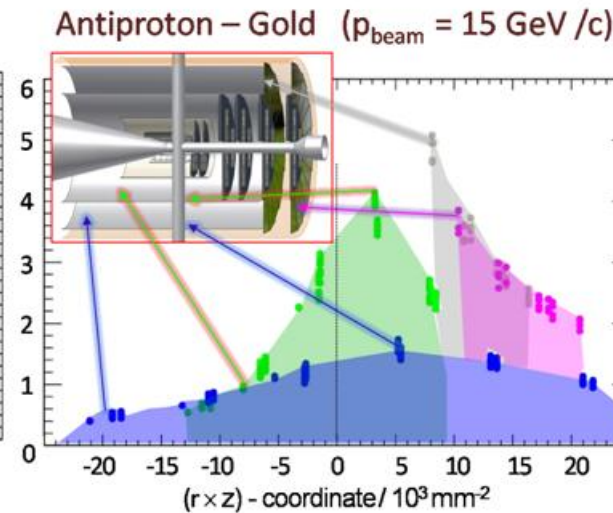 Antiproton – Gold (p_beam = 15 GeV /c)
6
5
4
3
2
1
0
-20 -15 -10 -5 0 5 10 15 20
(r × z) - coordinate / 10³ mm⁻²